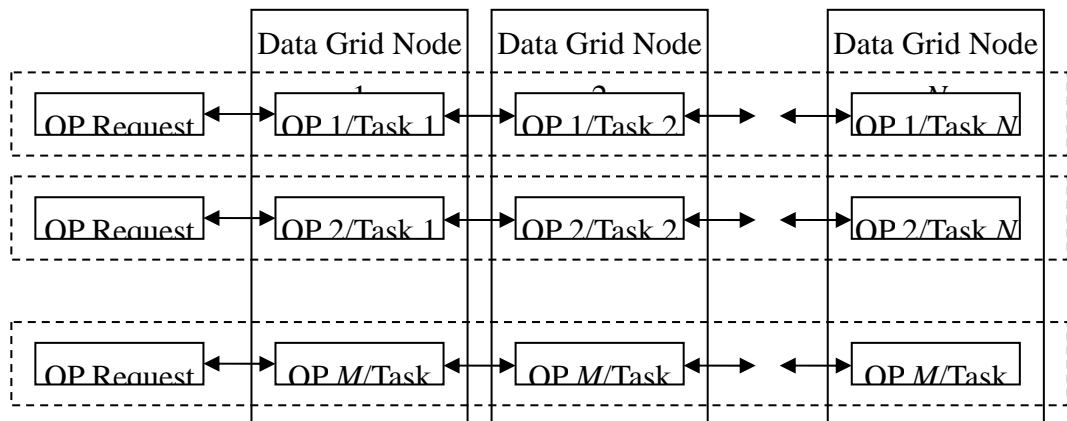 Data Grid Node Data Grid Node Data Grid Node
1 2 N
OP Request OP 1/Task 1 OP 1/Task 2 OP 1/Task N
OP Request OP 2/Task 1 OP 2/Task 2 OP 2/Task N
OP Request OP M/Task OP M/Task OP M/Task